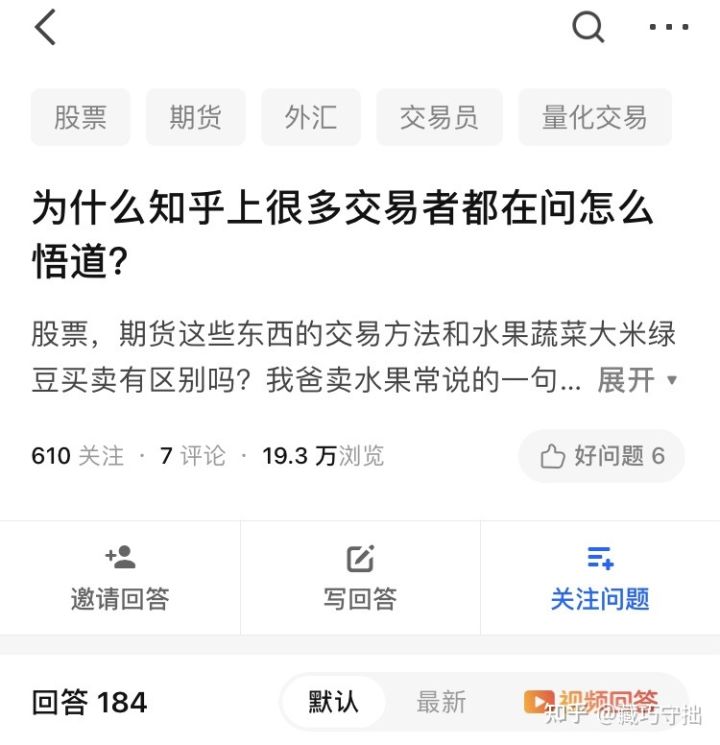 股票 期货 外汇 交易员 量化交易
为什么知乎上很多交易者都在问怎么
悟道?
股票，期货这些东西的交易方法和水果蔬菜大米绿
豆买卖有区别吗？我爸卖水果常说的一句... 展开
610 关注 · 7 评论 · 19.3 万浏览 好问题 6
邀请回答 写回答 关注问题
回答 184 默认 最新 视频回答
知乎 @藏巧守拙